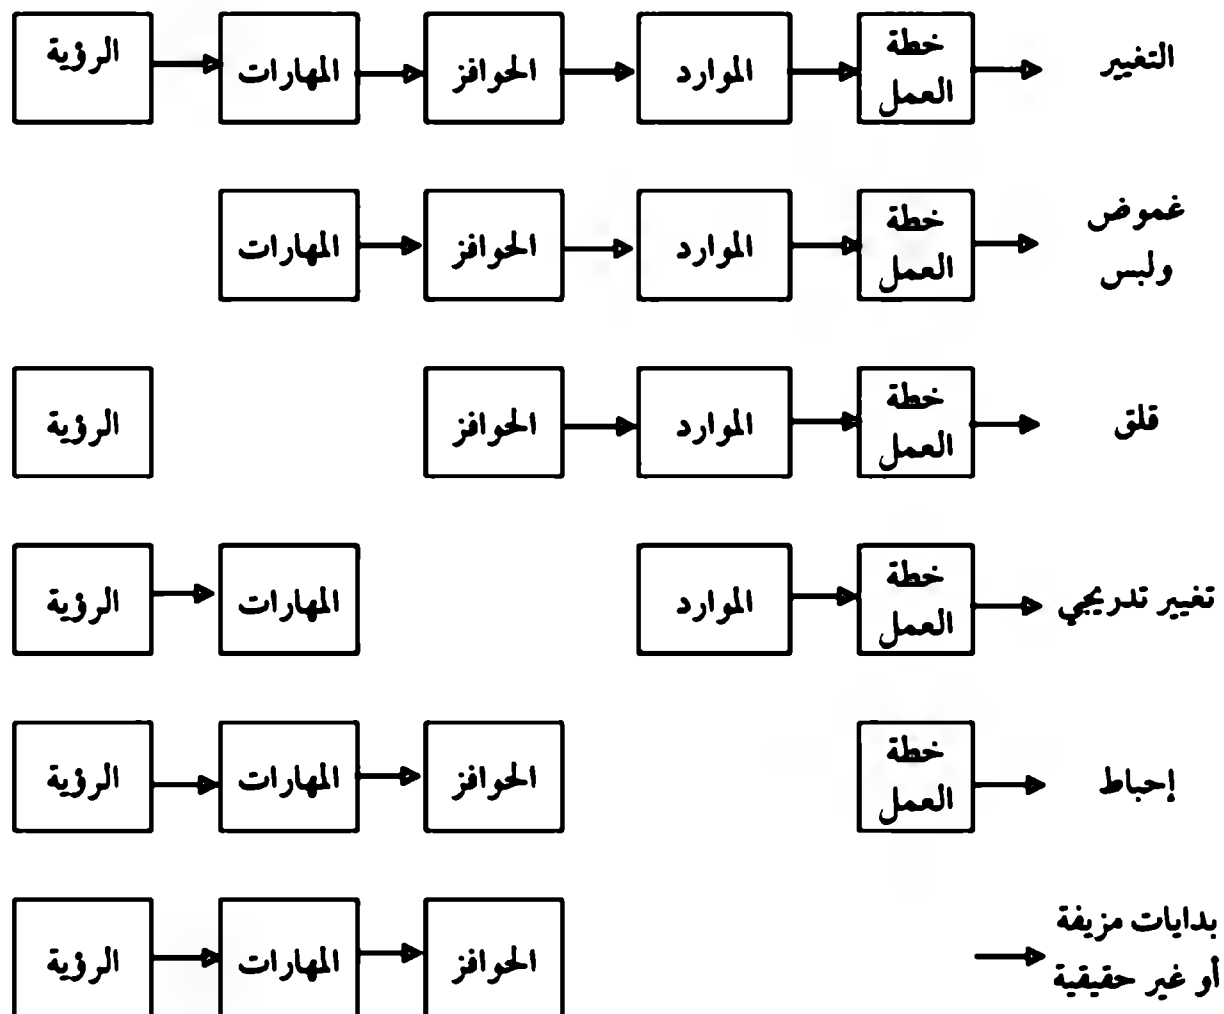 الرؤية
المهارات
الحوافز
الموارد
خطة
العمل
التغيير
المهارات
الحوافز
الموارد
خطة
العمل
غموض
ولبس
الرؤية
الحوافز
الموارد
خطة
العمل
قلق
الرؤية
المهارات
الموارد
خطة
العمل
تغيير تدريجي
الرؤية
المهارات
الحوافز
خطة
العمل
إحباط
الرؤية
المهارات
الحوافز
بدايات مزيفة
أو غير حقيقية